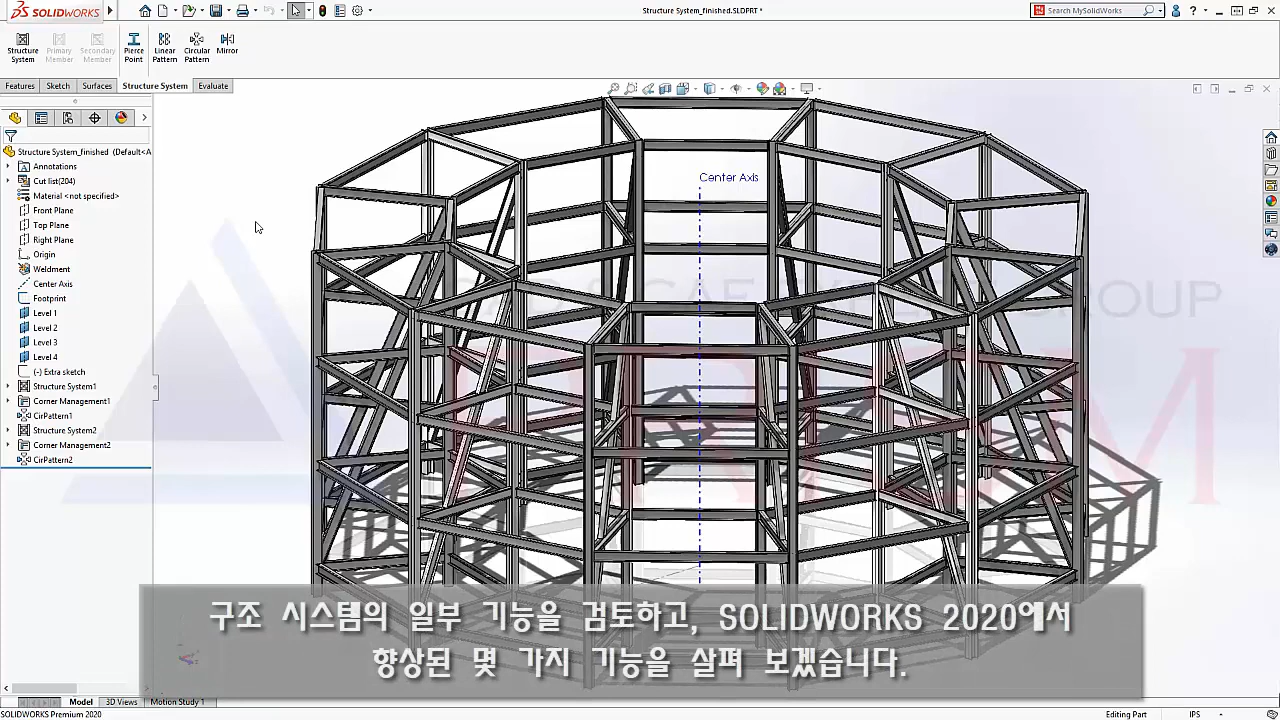 SOLIDWORKS
Structure System_finished.SLDPRT *
Search MySolidWorks
Structure System
Primary Member
Secondary Member
Pierce Point
Linear Pattern
Circular Pattern
Mirror
Features
Sketch
Surfaces
Structure System
Evaluate
Structure System_finished (Default<A
Annotations
Cut list(204)
Material <not specified>
Front Plane
Top Plane
Right Plane
Origin
Weldment
Center Axis
Footprint
Level 1
Level 2
Level 3
Level 4
(-) Extra sketch
Structure System1
Corner Management1
CirPattern1
Structure System2
Corner Management2
CirPattern2
Center Axis
구조 시스템의 일부 기능을 검토하고, SOLIDWORKS 2020에서
향상된 몇 가지 기능을 살펴 보겠습니다.
Model
3D Views
Motion Study 1
SOLIDWORKS Premium 2020
Editing Part
IPS